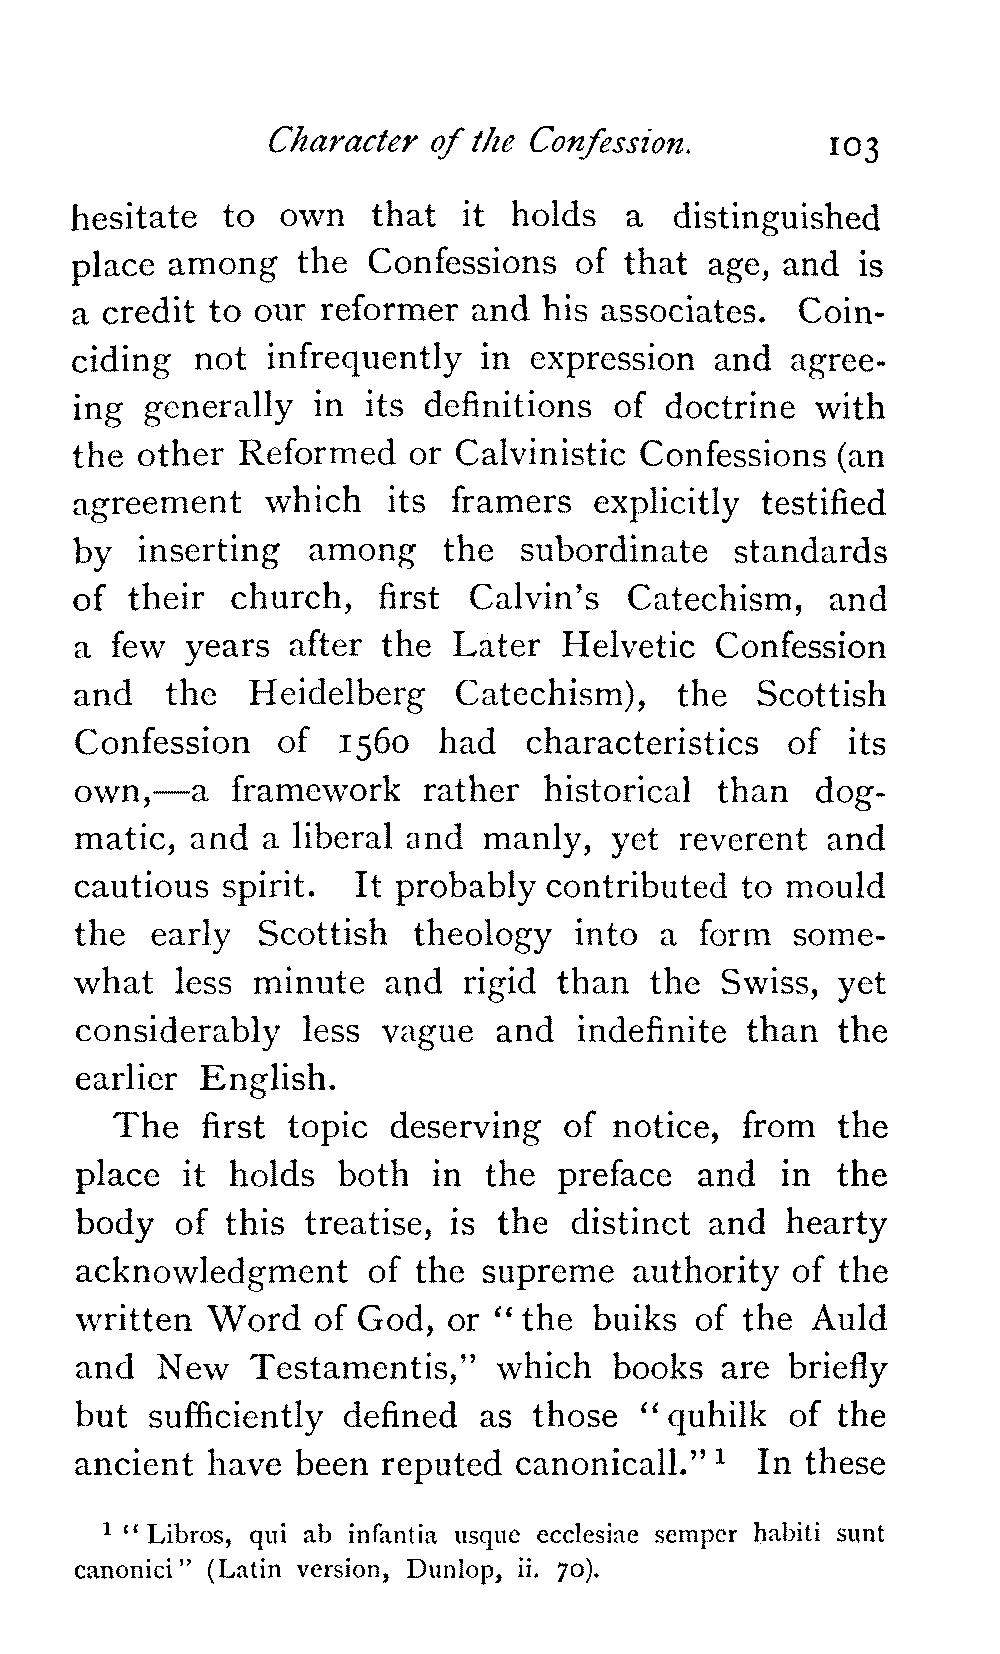 Character of the Confession. 103
hesitate to own that it holds a distinguished
place among the Confessions of that age, and is
a credit to our reformer and his associates. Coin-
ciding not infrequently in expression and agree-
ing generally in its definitions of doctrine with
the other Reformed or Calvinistic Confessions (an
agreement which its framers explicitly testified
by inserting among the subordinate standards
of their church, first Calvin's Catechism, and
a few years after the Later Helvetic Confession
and the Heidelberg Catechism), the Scottish
Confession of 1560 had characteristics of its
own,—a framework rather historical than dog-
matic, and a liberal and manly, yet reverent and
cautious spirit. It probably contributed to mould
the early Scottish theology into a form some-
what less minute and rigid than the Swiss, yet
considerably less vague and indefinite than the
earlier English.
The first topic deserving of notice, from the
place it holds both in the preface and in the
body of this treatise, is the distinct and hearty
acknowledgment of the supreme authority of the
written Word of God, or "the buiks of the Auld
and New Testamentis," which books are briefly
but sufficiently defined as those "quhilk of the
ancient have been reputed canonicall."¹ In these
¹ "Libros, qui ab infantia usque ecclesiae semper habiti sunt
canonici" (Latin version, Dunlop, ii. 70).